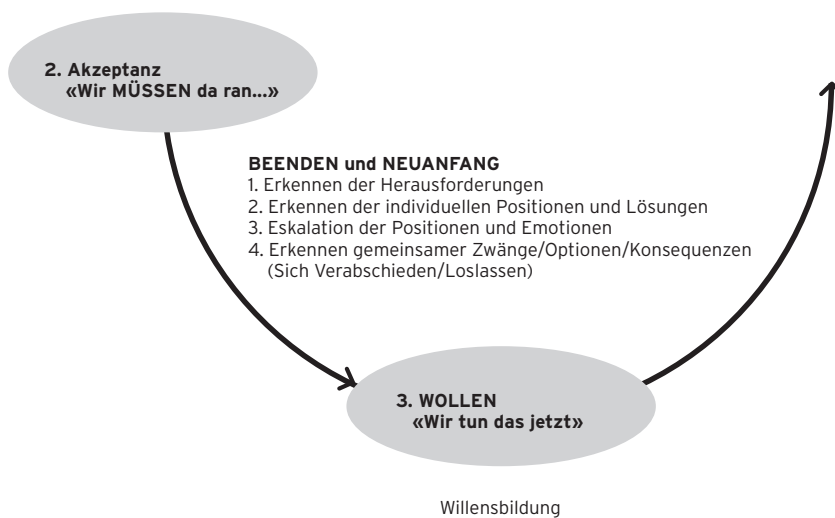 2. Akzeptanz
«Wir MÜSSEN da ran...»
BEENDEN und NEUANFANG
1. Erkennen der Herausforderungen
2. Erkennen der individuellen Positionen und Lösungen
3. Eskalation der Positionen und Emotionen
4. Erkennen gemeinsamer Zwänge/Optionen/Konsequenzen
(Sich Verabschieden/Loslassen)
3. WOLLEN
«Wir tun das jetzt»
Willensbildung